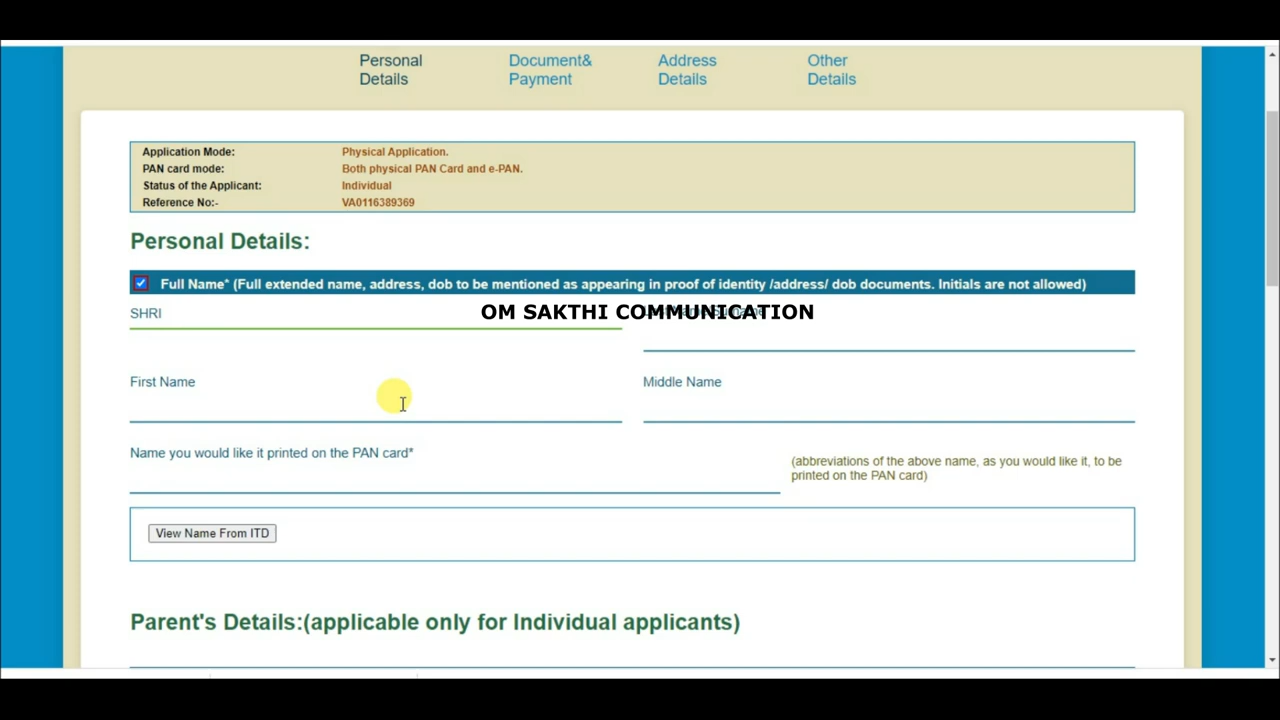 Personal Details
Document& Payment
Address Details
Other Details
Application Mode: Physical Application.
PAN card mode: Both physical PAN Card and e-PAN.
Status of the Applicant: Individual
Reference No:- VA0116389369
Personal Details:
Full Name* (Full extended name, address, dob to be mentioned as appearing in proof of identity /address/ dob documents. Initials are not allowed)
SHRI
OM SAKTHI COMMUNICATION
First Name
Middle Name
Name you would like it printed on the PAN card*
(abbreviations of the above name, as you would like it, to be
printed on the PAN card)
View Name From ITD
Parent's Details:(applicable only for Individual applicants)